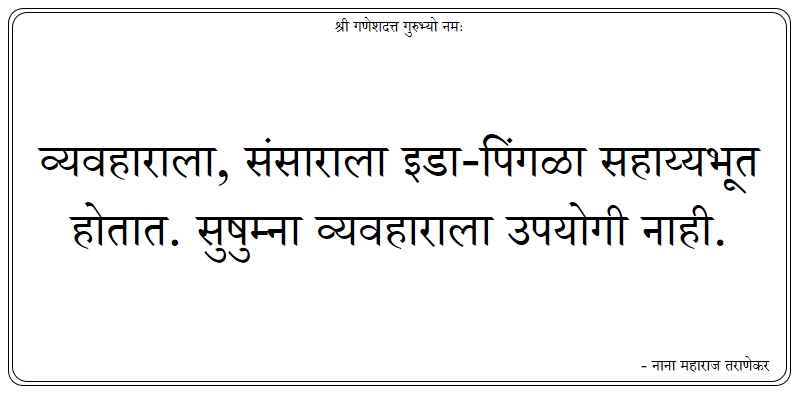 श्री गणेशदत्त गुरुभ्यो नमः
व्यवहाराला, संसाराला इडा-पिंगळा सहाय्यभूत
होतात. सुषुम्ना व्यवहाराला उपयोगी नाही.
- नाना महाराज तराणेकर